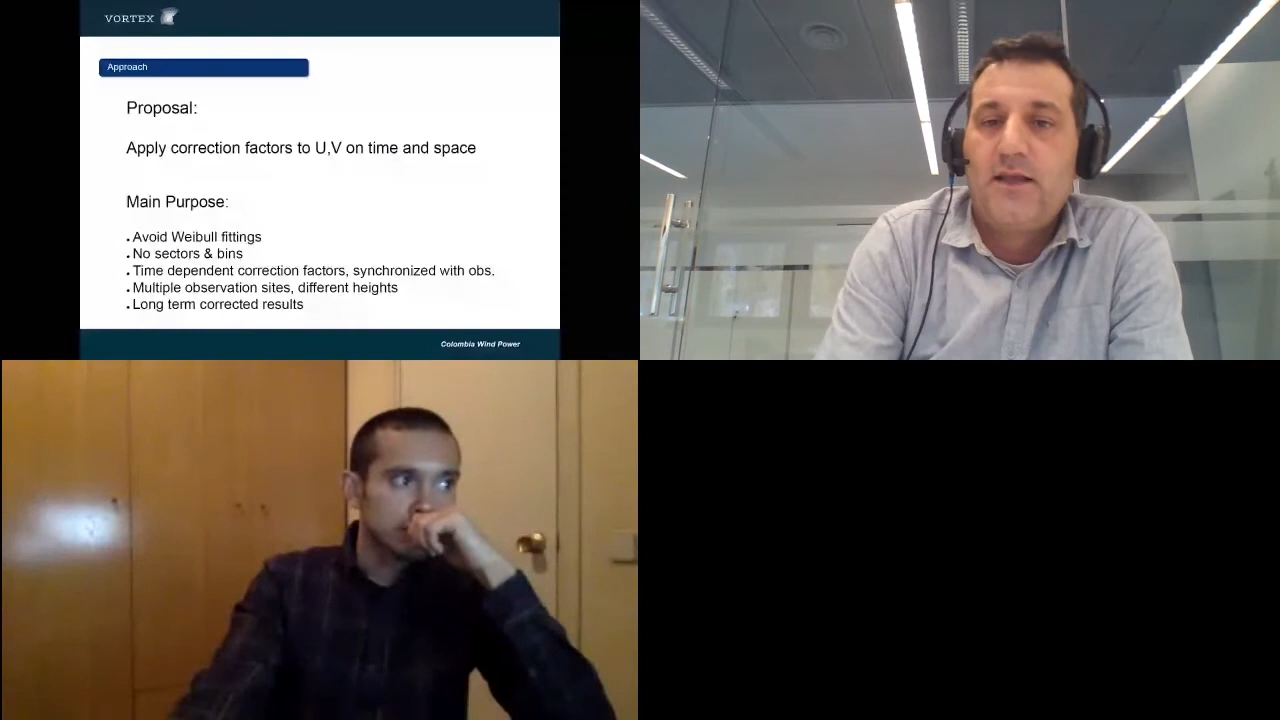 VORTEX
Approach
Proposal:
Apply correction factors to U,V on time and space
Main Purpose:
• Avoid Weibull fittings
• No sectors & bins
• Time dependent correction factors, synchronized with obs.
• Multiple observation sites, different heights
• Long term corrected results
Colombia Wind Power